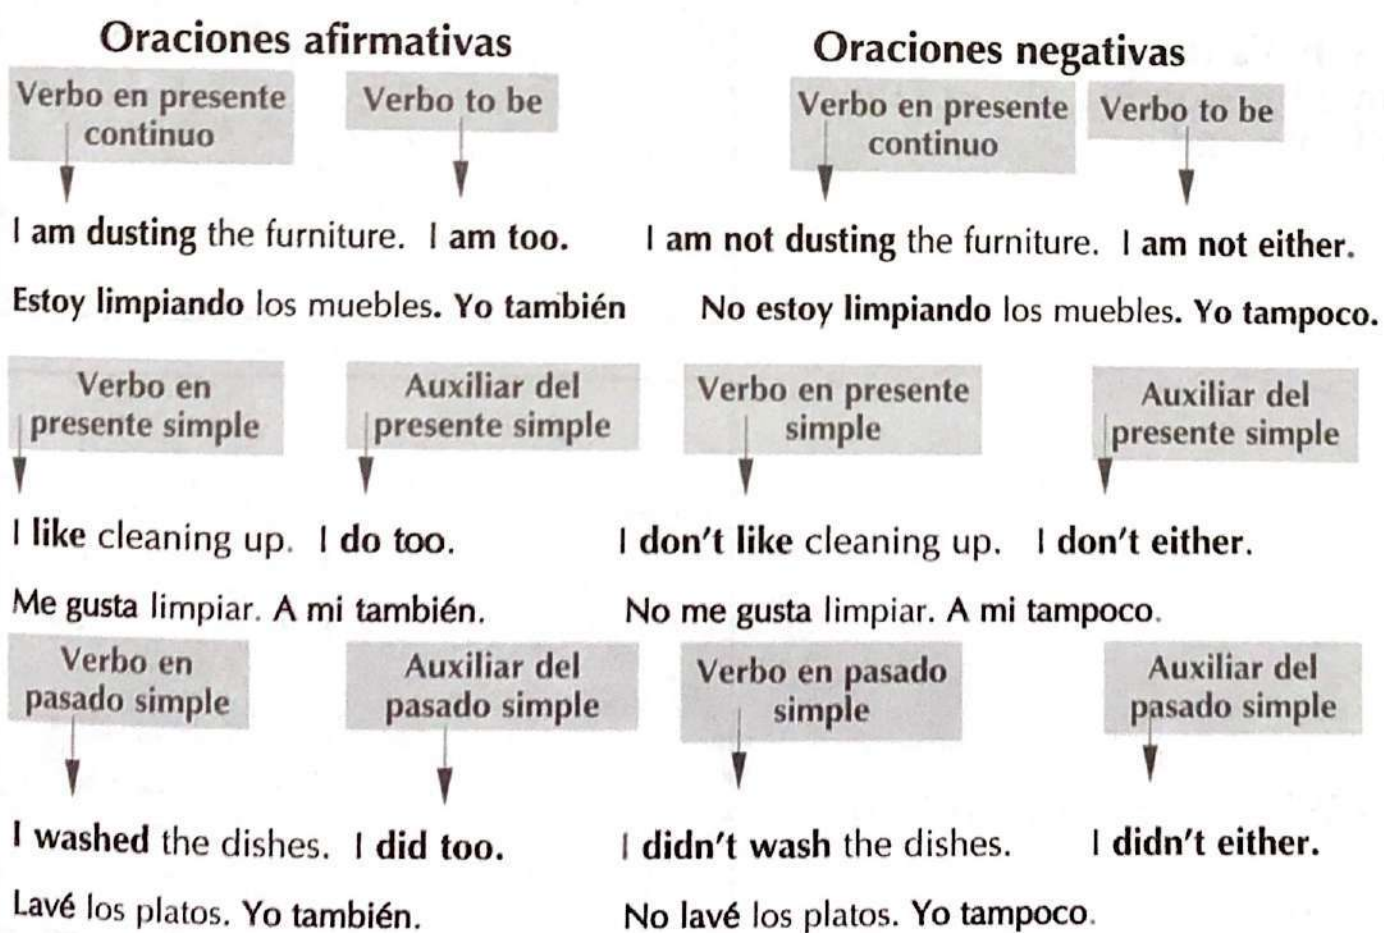 Oraciones afirmativas
Oraciones negativas
Verbo en presente
continuo
Verbo to be
Verbo en presente
continuo
Verbo to be
I am dusting the furniture. I am too.
I am not dusting the furniture. I am not either.
Estoy limpiando los muebles. Yo también
No estoy limpiando los muebles. Yo tampoco.
Verbo en
presente simple
Auxiliar del
presente simple
Verbo en presente
simple
Auxiliar del
presente simple
I like cleaning up. I do too.
I don't like cleaning up. I don't either.
Me gusta limpiar. A mi también.
No me gusta limpiar. A mi tampoco.
Verbo en
pasado simple
Auxiliar del
pasado simple
Verbo en pasado
simple
Auxiliar del
pasado simple
I washed the dishes. I did too.
I didn't wash the dishes. I didn't either.
Lavé los platos. Yo también.
No lavé los platos. Yo tampoco.